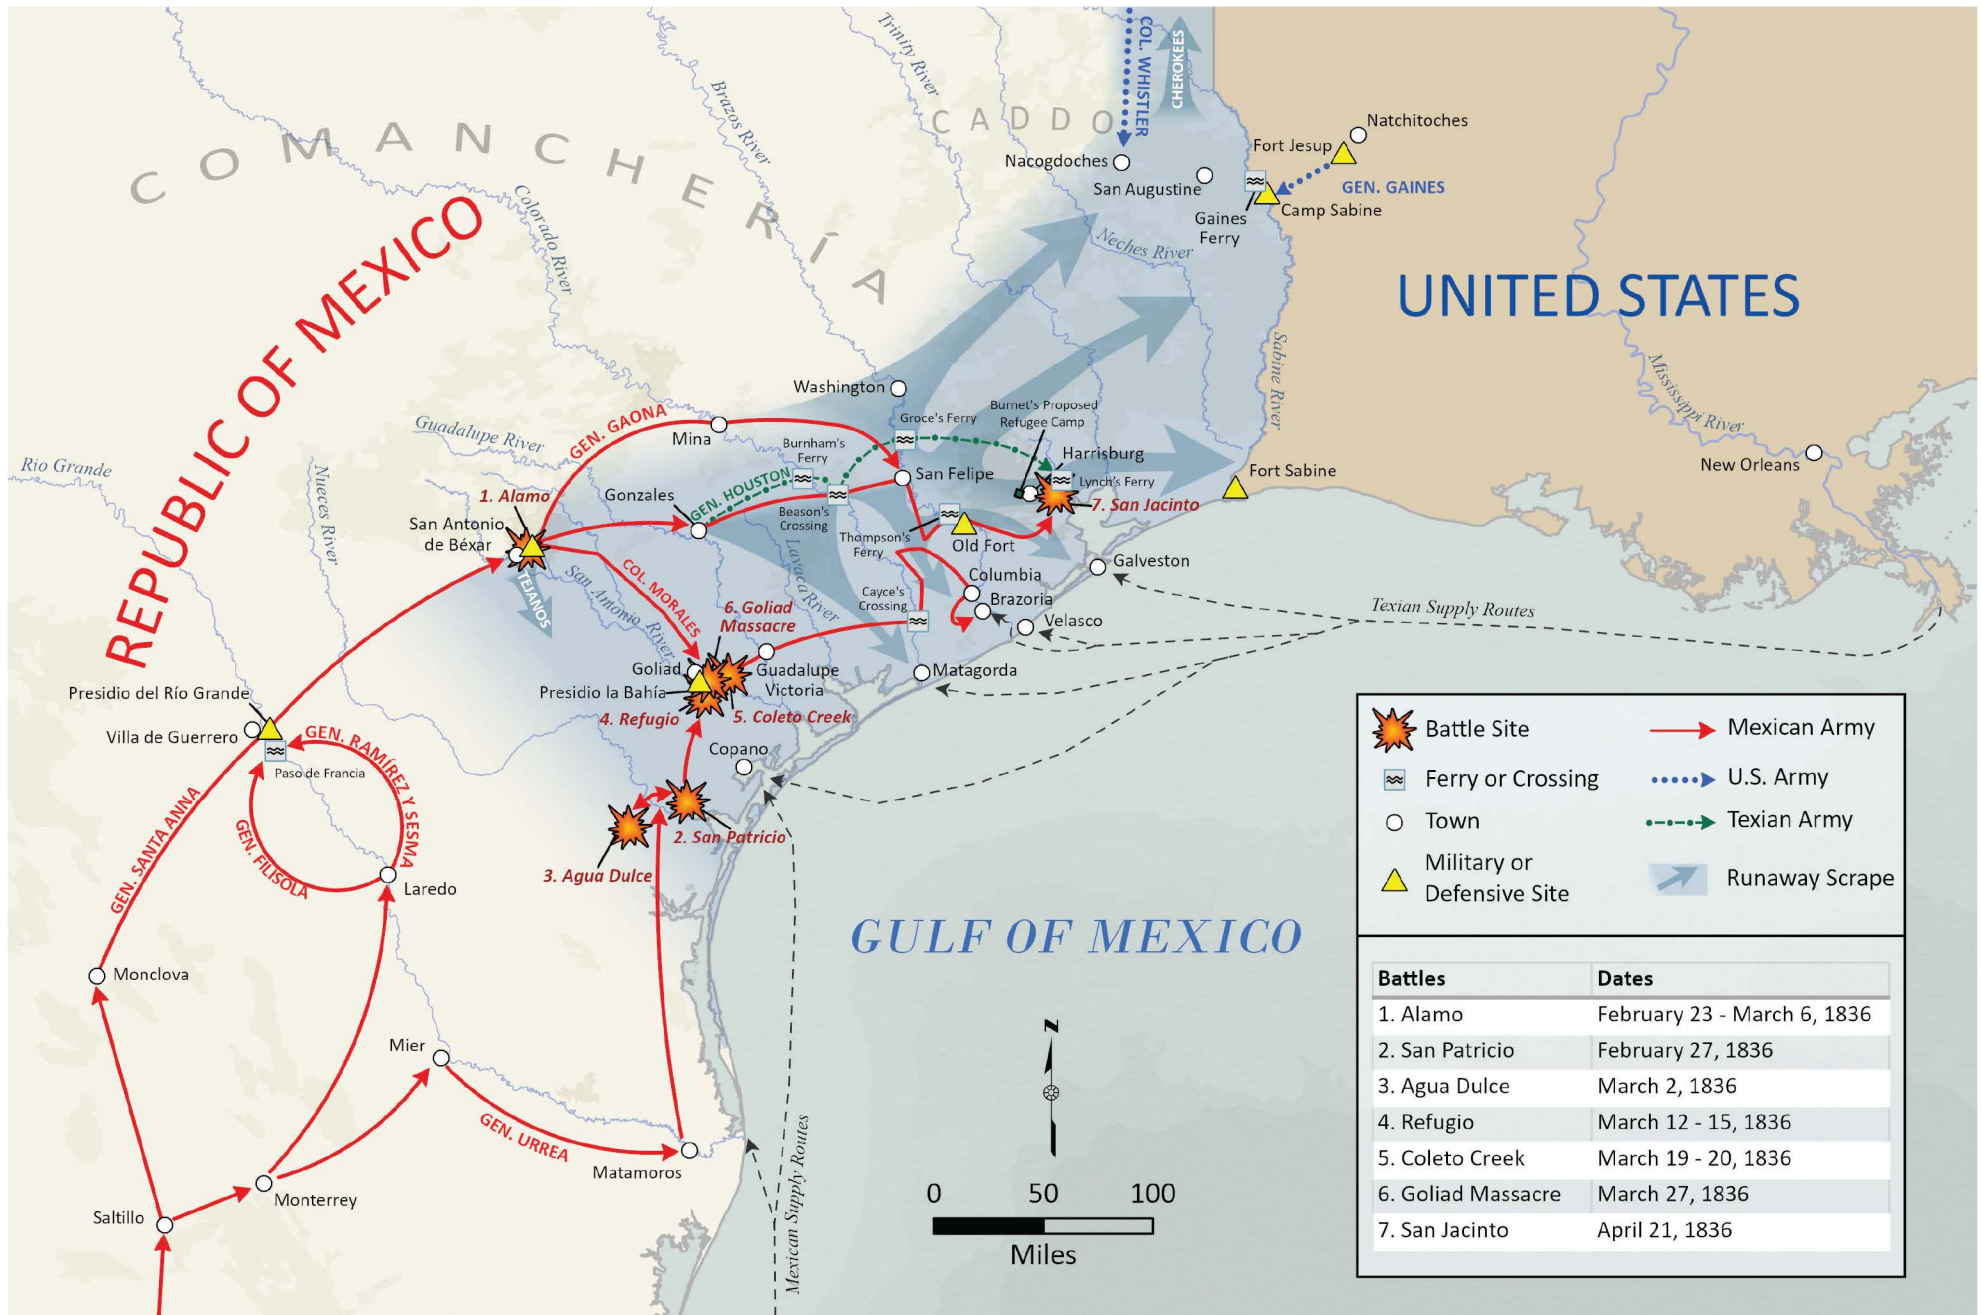 COL. WHISTLER
CHEROKEES
Trinity River
Brazos River
CADDO
COMANCHERÍA
Natchitoches
Fort Jesup
Nacogdoches
San Augustine
GEN. GAINES
Camp Sabine
Gaines
Ferry
Colorado River
Neches River
REPUBLIC OF MEXICO
UNITED STATES
Sabine River
Mississippi River
Washington
Groce's Ferry
Burnet's Proposed
Refugee Camp
GEN. GAONA
Mina
Guadalupe River
Burnham's
Ferry
Harrisburg
New Orleans
Rio Grande
Nueces River
San Felipe
Fort Sabine
Lynch's Ferry
1. Alamo
Gonzales
GEN. HOUSTON
7. San Jacinto
Beason's
Crossing
San Antonio
de Béxar
Thompson's
Ferry
Old Fort
Lavaca River
Galveston
TEJANOS
San Antonio River
COL. MORALES
Columbia
Brazoria
Cayce's
Crossing
6. Goliad
Massacre
Texian Supply Routes
Velasco
Goliad
Guadalupe
Victoria
Matagorda
Presidio la Bahía
Presidio del Río Grande
4. Refugio
5. Coleto Creek
Villa de Guerrero
GEN. RAMÍREZ Y SESMA
Copano
Paso de Francia
GEN. SANTA ANNA
GEN. FILISOLA
2. San Patricio
3. Agua Dulce
Laredo
GULF OF MEXICO
Monclova
Mier
GEN. URREA
Matamoros
Mexican Supply Routes
Monterrey
Saltillo
N
0 50 100
Miles
Battle Site
Mexican Army
Ferry or Crossing
U.S. Army
Town
Texian Army
Military or
Defensive Site
Runaway Scrape
Battles Dates
1. Alamo February 23 - March 6, 1836
2. San Patricio February 27, 1836
3. Agua Dulce March 2, 1836
4. Refugio March 12 - 15, 1836
5. Coleto Creek March 19 - 20, 1836
6. Goliad Massacre March 27, 1836
7. San Jacinto April 21, 1836